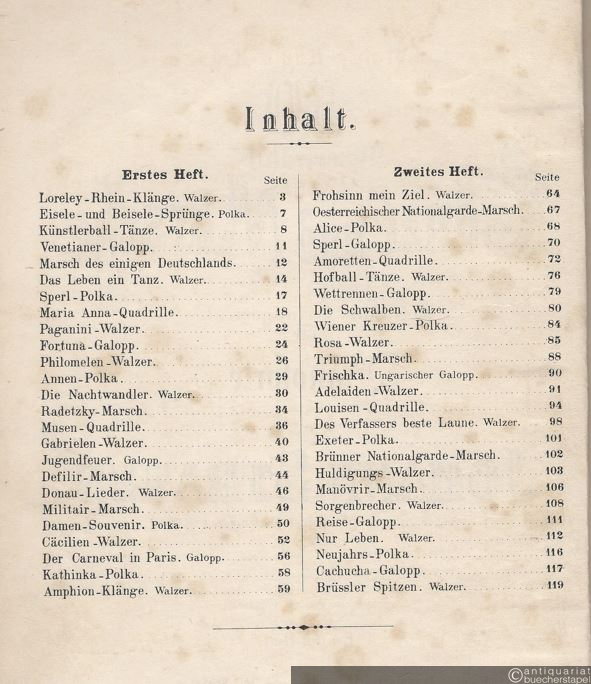 Inhalt.
Erstes Heft.
Seite
Loreley-Rhein-Klänge. Walzer. 3
Eisele- und Beisele-Sprünge. Polka. 7
Künstlerball-Tänze. Walzer. 8
Venetianer-Galopp. 11
Marsch des einigen Deutschlands. 12
Das Leben ein Tanz. Walzer. 14
Sperl-Polka. 17
Maria Anna-Quadrille. 18
Paganini-Walzer. 22
Fortuna-Galopp. 24
Philomelen-Walzer. 26
Annen-Polka. 29
Die Nachtwandler. Walzer. 30
Radetzky-Marsch. 34
Musen-Quadrille. 36
Gabrielen-Walzer. 40
Jugendfeuer. Galopp. 43
Defilir-Marsch. 44
Donau-Lieder. Walzer. 46
Militair-Marsch. 49
Damen-Souvenir. Polka. 50
Cäcilien-Walzer. 52
Der Carneval in Paris. Galopp. 56
Kathinka-Polka. 58
Amphion-Klänge. Walzer. 59
Zweites Heft.
Seite
Frohsinn mein Ziel. Walzer. 64
Oesterreichischer Nationalgarde-Marsch. 67
Alice-Polka. 68
Sperl-Galopp. 70
Amoretten-Quadrille. 72
Hofball-Tänze. Walzer. 76
Wettrennen-Galopp. 79
Die Schwalben. Walzer. 80
Wiener Kreuzer-Polka. 84
Rosa-Walzer. 85
Triumph-Marsch. 88
Frischka. Ungarischer Galopp. 90
Adelaiden-Walzer. 91
Louisen-Quadrille. 94
Des Verfassers beste Laune. Walzer. 98
Exeter-Polka. 101
Brünner Nationalgarde-Marsch. 102
Huldigungs-Walzer. 103
Manövrir-Marsch. 106
Sorgenbrecher. Walzer. 108
Reise-Galopp. 111
Nur Leben. Walzer. 112
Neujahrs-Polka. 116
Cachucha-Galopp. 117
Brüssler Spitzen. Walzer. 119
©antiquariat
buecherstapel